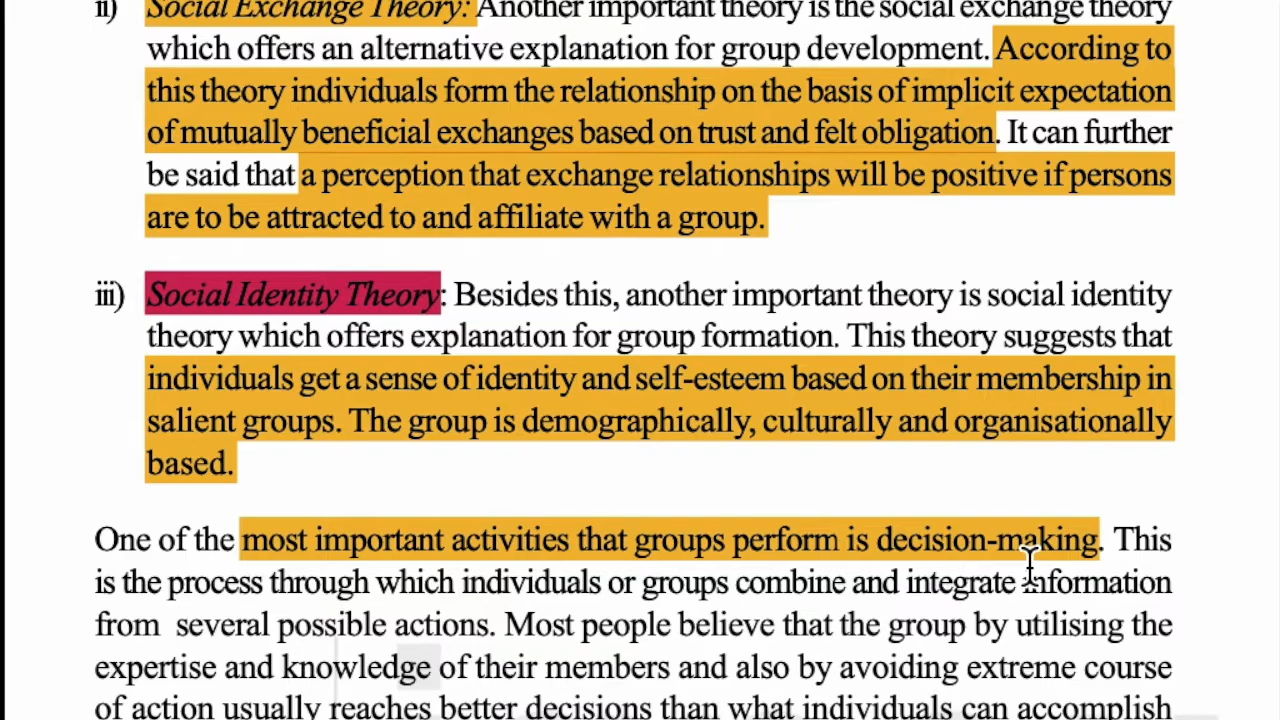 ii) Social Exchange Theory: Another important theory is the social exchange theory
which offers an alternative explanation for group development. According to
this theory individuals form the relationship on the basis of implicit expectation
of mutually beneficial exchanges based on trust and felt obligation. It can further
be said that a perception that exchange relationships will be positive if persons
are to be attracted to and affiliate with a group.
iii) Social Identity Theory: Besides this, another important theory is social identity
theory which offers explanation for group formation. This theory suggests that
individuals get a sense of identity and self-esteem based on their membership in
salient groups. The group is demographically, culturally and organisationally
based.
One of the most important activities that groups perform is decision-making. This
is the process through which individuals or groups combine and integrate information
from several possible actions. Most people believe that the group by utilising the
expertise and knowledge of their members and also by avoiding extreme course
of action usually reaches better decisions than what individuals can accomplish